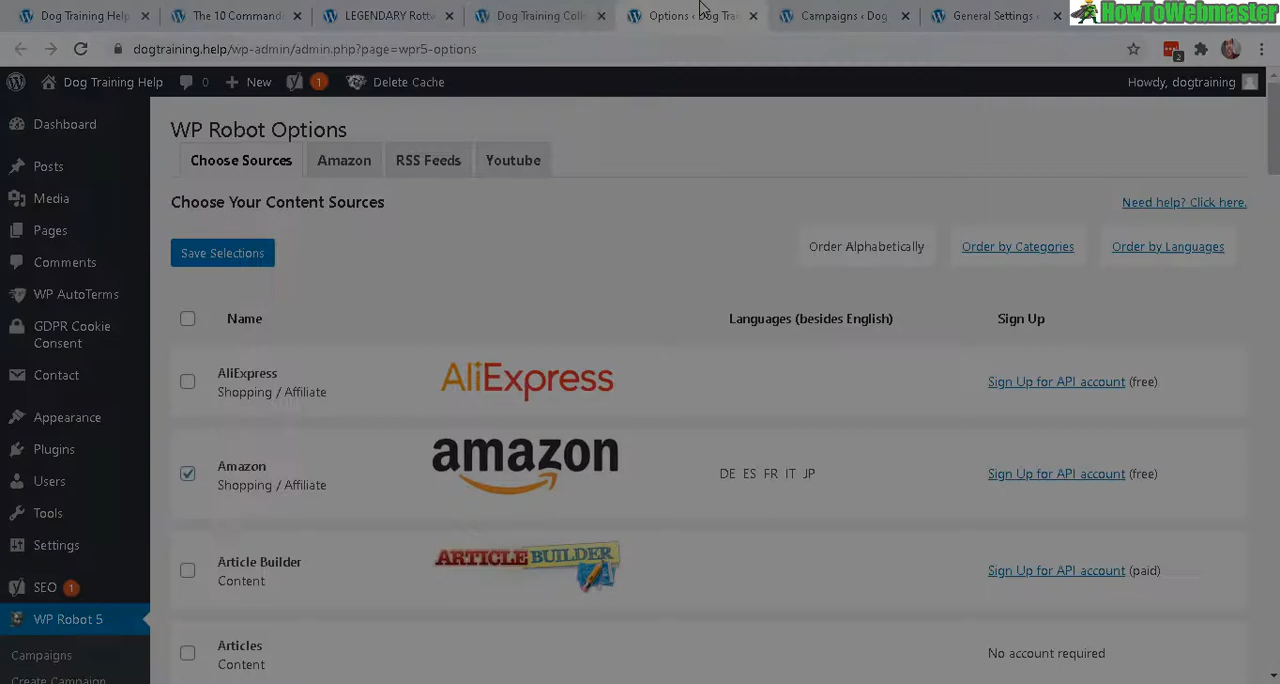 Dog Training Help
The 10 Command
LEGENDARY Rottw
Dog Training Coll
Options ‹ Dog Trai
Campaigns ‹ Dog
General Settings ‹
HowToWebmaster
dogtraining.help/wp-admin/admin.php?page=wpr5-options
2
Dog Training Help
0
New
1
Delete Cache
Howdy, dogtraining
Dashboard
Posts
Media
Pages
Comments
WP AutoTerms
GDPR Cookie
Consent
Contact
Appearance
Plugins
Users
Tools
Settings
SEO 1
WP Robot 5
Campaigns
Create Campaign
WP Robot Options
Choose Sources
Amazon
RSS Feeds
Youtube
Choose Your Content Sources
Need help? Click here.
Save Selections
Order Alphabetically
Order by Categories
Order by Languages
Name
Languages (besides English)
Sign Up
AliExpress
Shopping / Affiliate
AliExpress
Sign Up for API account (free)
Amazon
Shopping / Affiliate
amazon
DE ES FR IT JP
Sign Up for API account (free)
Article Builder
Content
ARTICLE BUILDER
Sign Up for API account (paid)
Articles
Content
No account required